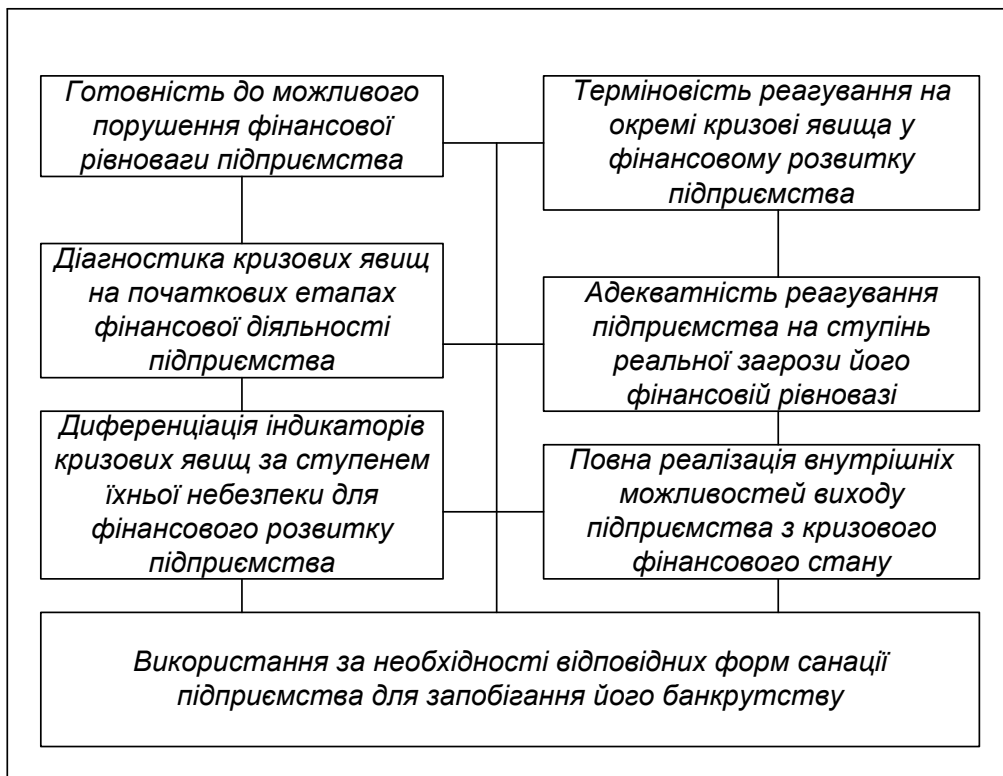 Готовність до можливого
порушення фінансової
рівноваги підприємства
Діагностика кризових явищ
на початкових етапах
фінансової діяльності
підприємства
Диференціація індикаторів
кризових явищ за ступенем
їхньої небезпеки для
фінансового розвитку
підприємства
Терміновість реагування на
окремі кризові явища у
фінансовому розвитку
підприємства
Адекватність реагування
підприємства на ступінь
реальної загрози його
фінансовій рівновазі
Повна реалізація внутрішніх
можливостей виходу
підприємства з кризового
фінансового стану
Використання за необхідності відповідних форм санації
підприємства для запобігання його банкрутству